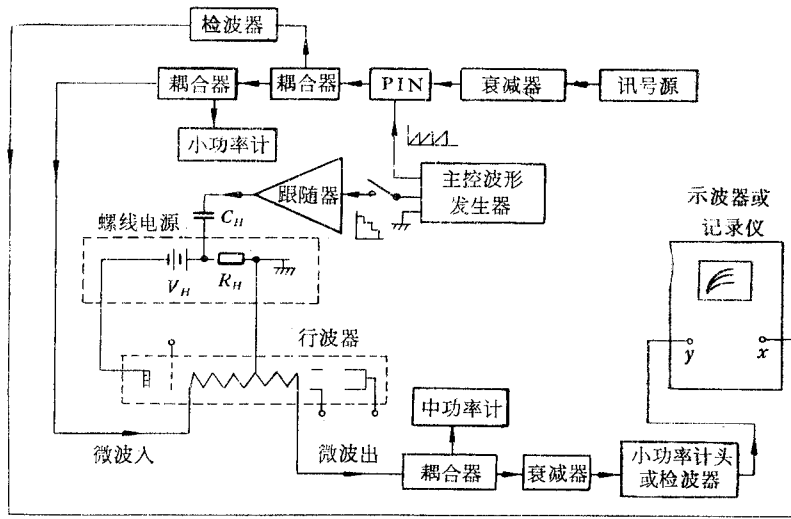 检波器
耦合器
耦合器
PIN
衰减器
讯号源
小功率计
跟随器
主控波形
发生器
示波器或
记录仪
螺线电源
C_H
V_H
R_H
y
x
行波器
中功率计
微波入
微波出
耦合器
衰减器
小功率计头
或检波器